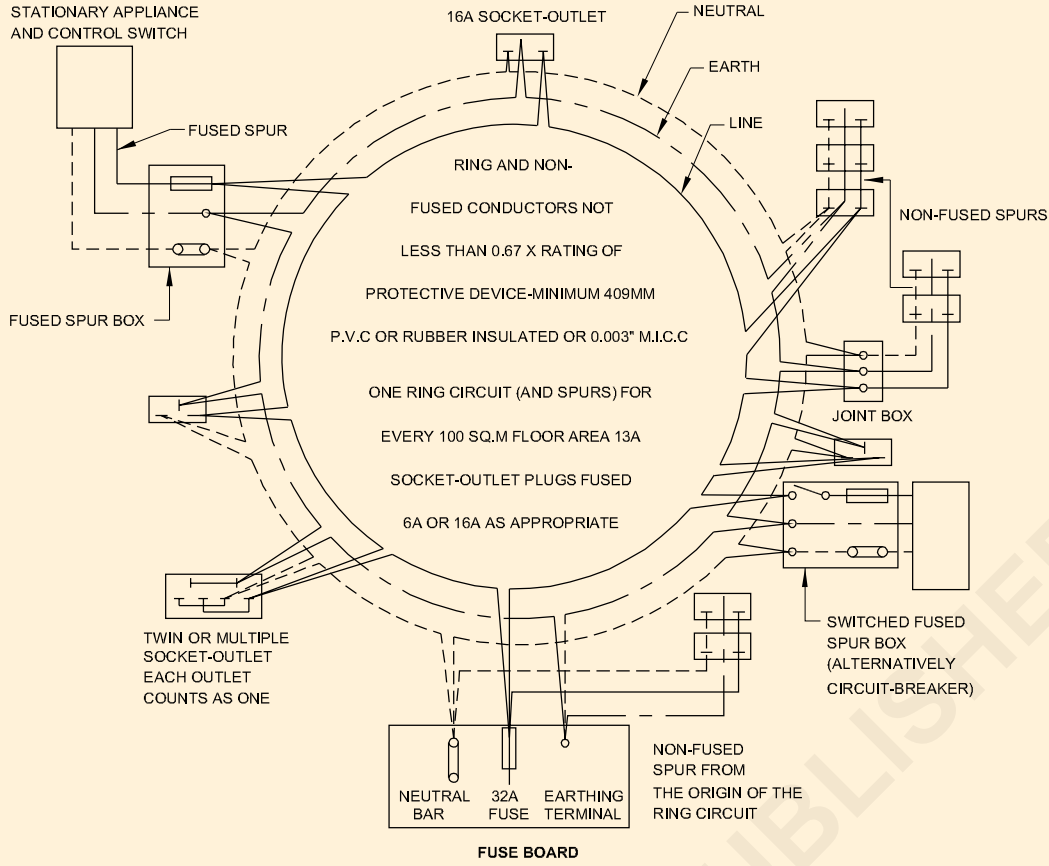 STATIONARY APPLIANCE
AND CONTROL SWITCH
16A SOCKET-OUTLET
NEUTRAL
EARTH
LINE
FUSED SPUR
FUSED SPUR BOX
NON-FUSED SPURS
RING AND NON-
FUSED CONDUCTORS NOT
LESS THAN 0.67 X RATING OF
PROTECTIVE DEVICE-MINIMUM 409MM
P.V.C OR RUBBER INSULATED OR 0.003" M.I.C.C
ONE RING CIRCUIT (AND SPURS) FOR
EVERY 100 SQ.M FLOOR AREA 13A
SOCKET-OUTLET PLUGS FUSED
6A OR 16A AS APPROPRIATE
JOINT BOX
TWIN OR MULTIPLE
SOCKET-OUTLET
EACH OUTLET
COUNTS AS ONE
SWITCHED FUSED
SPUR BOX
(ALTERNATIVELY
CIRCUIT-BREAKER)
NON-FUSED
SPUR FROM
THE ORIGIN OF THE
RING CIRCUIT
NEUTRAL
BAR
32A
FUSE
EARTHING
TERMINAL
FUSE BOARD